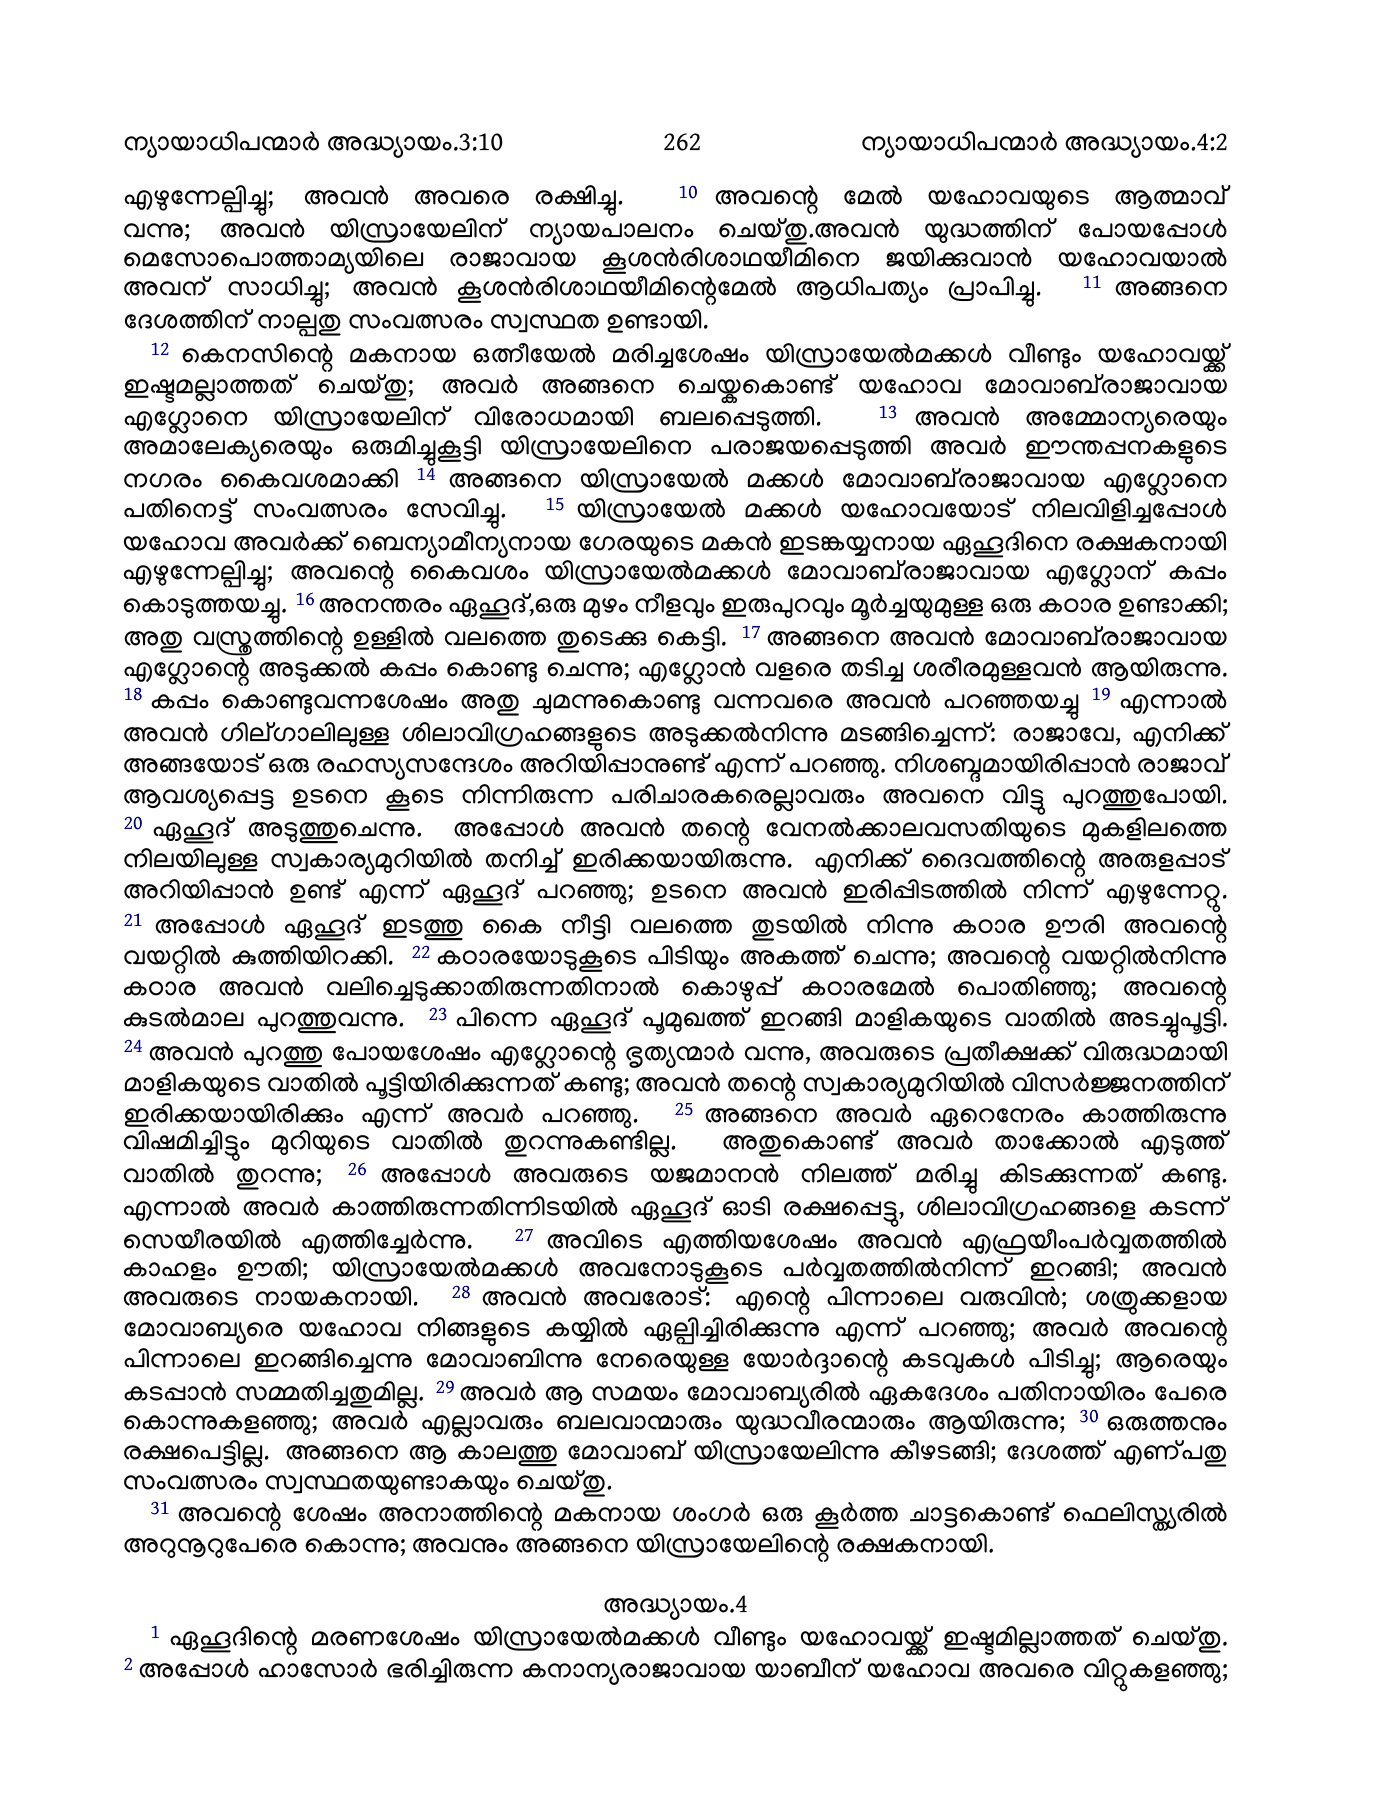 ന്യായാധിപന്മാർ അദ്ധ്യായം.3:10 262 ന്യായാധിപന്മാർ അദ്ധ്യായം.4:2
എഴുന്നേല്പിച്ചു; അവൻ അവരെ രക്ഷിച്ചു. 10 അവന്റെ മേൽ യഹോവയുടെ ആത്മാവ്
വന്നു; അവൻ യിസ്രായേലിന് ന്യായപാലനം ചെയ്തു.അവൻ യുദ്ധത്തിന് പോയപ്പോൾ
മെസോപൊത്താമ്യയിലെ രാജാവായ കൂശൻരിശാഥയീമിനെ ജയിക്കുവാൻ യഹോവയാൽ
അവന് സാധിച്ചു; അവൻ കൂശൻരിശാഥയീമിന്റെമേൽ ആധിപത്യം പ്രാപിച്ചു. 11 അങ്ങനെ
ദേശത്തിന് നാല്പതു സംവത്സരം സ്വസ്ഥത ഉണ്ടായി.
12 കെനസിന്റെ മകനായ ഒത്നീയേൽ മരിച്ചശേഷം യിസ്രായേൽമക്കൾ വീണ്ടും യഹോവയ്ക്ക്
ഇഷ്ടമല്ലാത്തത് ചെയ്തു; അവർ അങ്ങനെ ചെയ്കകൊണ്ട് യഹോവ മോവാബ്‌രാജാവായ
എഗ്ലോനെ യിസ്രായേലിന് വിരോധമായി ബലപ്പെടുത്തി. 13 അവൻ അമ്മോന്യരെയും
അമാലേക്യരെയും ഒരുമിച്ചുകൂട്ടി യിസ്രായേലിനെ പരാജയപ്പെടുത്തി അവർ ഈന്തപ്പനകളുടെ
നഗരം കൈവശമാക്കി 14 അങ്ങനെ യിസ്രായേൽ മക്കൾ മോവാബ്‌രാജാവായ എഗ്ലോനെ
പതിനെട്ട് സംവത്സരം സേവിച്ചു. 15 യിസ്രായേൽ മക്കൾ യഹോവയോട് നിലവിളിച്ചപ്പോൾ
യഹോവ അവർക്ക് ബെന്യാമീന്യനായ ഗേരയുടെ മകൻ ഇടങ്കയ്യനായ ഏഹൂദിനെ രക്ഷകനായി
എഴുന്നേല്പിച്ചു; അവന്റെ കൈവശം യിസ്രായേൽമക്കൾ മോവാബ്‌രാജാവായ എഗ്ലോന് കപ്പം
കൊടുത്തയച്ചു. 16 അനന്തരം ഏഹൂദ്,ഒരു മുഴം നീളവും ഇരുപുറവും മൂർച്ചയുമുള്ള ഒരു കഠാര ഉണ്ടാക്കി;
അതു വസ്ത്രത്തിന്റെ ഉള്ളിൽ വലത്തെ തുടെക്കു കെട്ടി. 17 അങ്ങനെ അവൻ മോവാബ്‌രാജാവായ
എഗ്ലോന്റെ അടുക്കൽ കപ്പം കൊണ്ടു ചെന്നു; എഗ്ലോൻ വളരെ തടിച്ച ശരീരമുള്ളവൻ ആയിരുന്നു.
18 കപ്പം കൊണ്ടുവന്നശേഷം അതു ചുമന്നുകൊണ്ടു വന്നവരെ അവൻ പറഞ്ഞയച്ചു 19 എന്നാൽ
അവൻ ഗില്ഗാലിലുള്ള ശിലാവിഗ്രഹങ്ങളുടെ അടുക്കൽനിന്നു മടങ്ങിച്ചെന്ന്: രാജാവേ, എനിക്ക്
അങ്ങയോട് ഒരു രഹസ്യസന്ദേശം അറിയിപ്പാനുണ്ട് എന്ന് പറഞ്ഞു. നിശബ്ദമായിരിപ്പാൻ രാജാവ്
ആവശ്യപ്പെട്ട ഉടനെ കൂടെ നിന്നിരുന്ന പരിചാരകരെല്ലാവരും അവനെ വിട്ടു പുറത്തുപോയി.
20 ഏഹൂദ് അടുത്തുചെന്നു. അപ്പോൾ അവൻ തന്റെ വേനൽക്കാലവസതിയുടെ മുകളിലത്തെ
നിലയിലുള്ള സ്വകാര്യമുറിയിൽ തനിച്ച് ഇരിക്കയായിരുന്നു. എനിക്ക് ദൈവത്തിന്റെ അരുളപ്പാട്
അറിയിപ്പാൻ ഉണ്ട് എന്ന് ഏഹൂദ് പറഞ്ഞു; ഉടനെ അവൻ ഇരിപ്പിടത്തിൽ നിന്ന് എഴുന്നേറ്റു.
21 അപ്പോൾ ഏഹൂദ് ഇടത്തു കൈ നീട്ടി വലത്തെ തുടയിൽ നിന്നു കഠാര ഊരി അവന്റെ
വയറ്റിൽ കുത്തിയിറക്കി. 22 കഠാരയോടുകൂടെ പിടിയും അകത്ത് ചെന്നു; അവന്റെ വയറ്റിൽനിന്നു
കഠാര അവൻ വലിച്ചെടുക്കാതിരുന്നതിനാൽ കൊഴുപ്പ് കഠാരമേൽ പൊതിഞ്ഞു; അവന്റെ
കുടൽമാല പുറത്തുവന്നു. 23 പിന്നെ ഏഹൂദ് പൂമുഖത്ത് ഇറങ്ങി മാളികയുടെ വാതിൽ അടച്ചുപൂട്ടി.
24 അവൻ പുറത്തു പോയശേഷം എഗ്ലോന്റെ ഭൃത്യന്മാർ വന്നു, അവരുടെ പ്രതീക്ഷക്ക് വിരുദ്ധമായി
മാളികയുടെ വാതിൽ പൂട്ടിയിരിക്കുന്നത് കണ്ടു; അവൻ തന്റെ സ്വകാര്യമുറിയിൽ വിസർജ്ജനത്തിന്
ഇരിക്കയായിരിക്കും എന്ന് അവർ പറഞ്ഞു. 25 അങ്ങനെ അവർ ഏറെനേരം കാത്തിരുന്നു
വിഷമിച്ചിട്ടും മുറിയുടെ വാതിൽ തുറന്നുകണ്ടില്ല. അതുകൊണ്ട് അവർ താക്കോൽ എടുത്ത്
വാതിൽ തുറന്നു; 26 അപ്പോൾ അവരുടെ യജമാനൻ നിലത്ത് മരിച്ചു കിടക്കുന്നത് കണ്ടു.
എന്നാൽ അവർ കാത്തിരുന്നതിന്നിടയിൽ ഏഹൂദ് ഓടി രക്ഷപ്പെട്ടു, ശിലാവിഗ്രഹങ്ങളെ കടന്ന്
സെയീരയിൽ എത്തിച്ചേർന്നു. 27 അവിടെ എത്തിയശേഷം അവൻ എഫ്രയീംപർവ്വതത്തിൽ
കാഹളം ഊതി; യിസ്രായേൽമക്കൾ അവനോടുകൂടെ പർവ്വതത്തിൽനിന്ന് ഇറങ്ങി; അവൻ
അവരുടെ നായകനായി. 28 അവൻ അവരോട്: എന്റെ പിന്നാലെ വരുവിൻ; ശത്രുക്കളായ
മോവാബ്യരെ യഹോവ നിങ്ങളുടെ കയ്യിൽ ഏല്പിച്ചിരിക്കുന്നു എന്ന് പറഞ്ഞു; അവർ അവന്റെ
പിന്നാലെ ഇറങ്ങിച്ചെന്നു മോവാബിന്നു നേരെയുള്ള യോർദ്ദാന്റെ കടവുകൾ പിടിച്ചു; ആരെയും
കടപ്പാൻ സമ്മതിച്ചതുമില്ല. 29 അവർ ആ സമയം മോവാബ്യരിൽ ഏകദേശം പതിനായിരം പേരെ
കൊന്നുകളഞ്ഞു; അവർ എല്ലാവരും ബലവാന്മാരും യുദ്ധവീരന്മാരും ആയിരുന്നു; 30 ഒരുത്തനും
രക്ഷപെട്ടില്ല. അങ്ങനെ ആ കാലത്തു മോവാബ് യിസ്രായേലിന്നു കീഴടങ്ങി; ദേശത്ത് എണ്പതു
സംവത്സരം സ്വസ്ഥതയുണ്ടാകയും ചെയ്തു.
31 അവന്റെ ശേഷം അനാത്തിന്റെ മകനായ ശംഗർ ഒരു കൂർത്ത ചാട്ടകൊണ്ട് ഫെലിസ്ത്യരിൽ
അറുനൂറുപേരെ കൊന്നു; അവനും അങ്ങനെ യിസ്രായേലിന്റെ രക്ഷകനായി.
അദ്ധ്യായം.4
1 ഏഹൂദിന്റെ മരണശേഷം യിസ്രായേൽമക്കൾ വീണ്ടും യഹോവയ്ക്ക് ഇഷ്ടമില്ലാത്തത് ചെയ്തു.
2 അപ്പോൾ ഹാസോർ ഭരിച്ചിരുന്ന കനാന്യരാജാവായ യാബീന് യഹോവ അവരെ വിറ്റുകളഞ്ഞു;